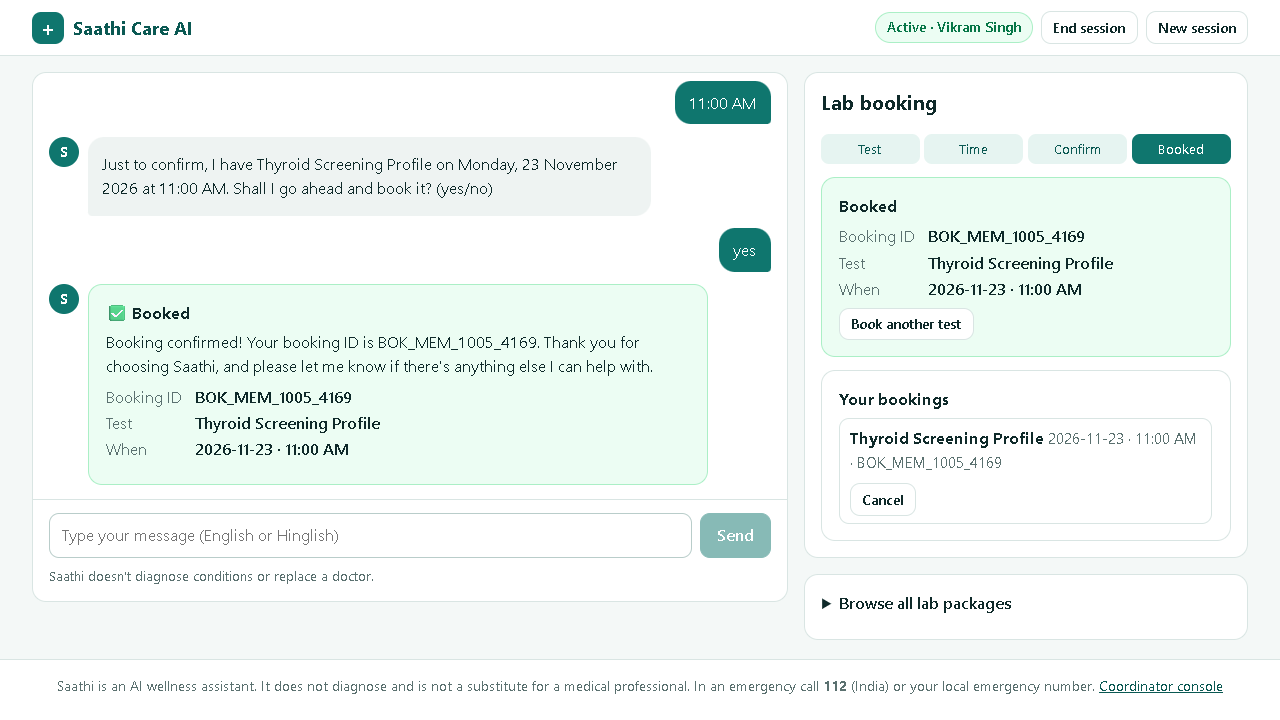 + Saathi Care AI
Active · Vikram Singh
End session
New session
11:00 AM
S
Just to confirm, I have Thyroid Screening Profile on Monday, 23 November
2026 at 11:00 AM. Shall I go ahead and book it? (yes/no)
yes
S
✅ Booked
Booking confirmed! Your booking ID is BOK_MEM_1005_4169. Thank you for
choosing Saathi, and please let me know if there's anything else I can help with.
Booking ID BOK_MEM_1005_4169
Test Thyroid Screening Profile
When 2026-11-23 · 11:00 AM
Type your message (English or Hinglish)
Send
Saathi doesn't diagnose conditions or replace a doctor.
Lab booking
Test
Time
Confirm
Booked
Booked
Booking ID BOK_MEM_1005_4169
Test Thyroid Screening Profile
When 2026-11-23 · 11:00 AM
Book another test
Your bookings
Thyroid Screening Profile 2026-11-23 · 11:00 AM
· BOK_MEM_1005_4169
Cancel
▶ Browse all lab packages
Saathi is an AI wellness assistant. It does not diagnose and is not a substitute for a medical professional. In an emergency call 112 (India) or your local emergency number. Coordinator console